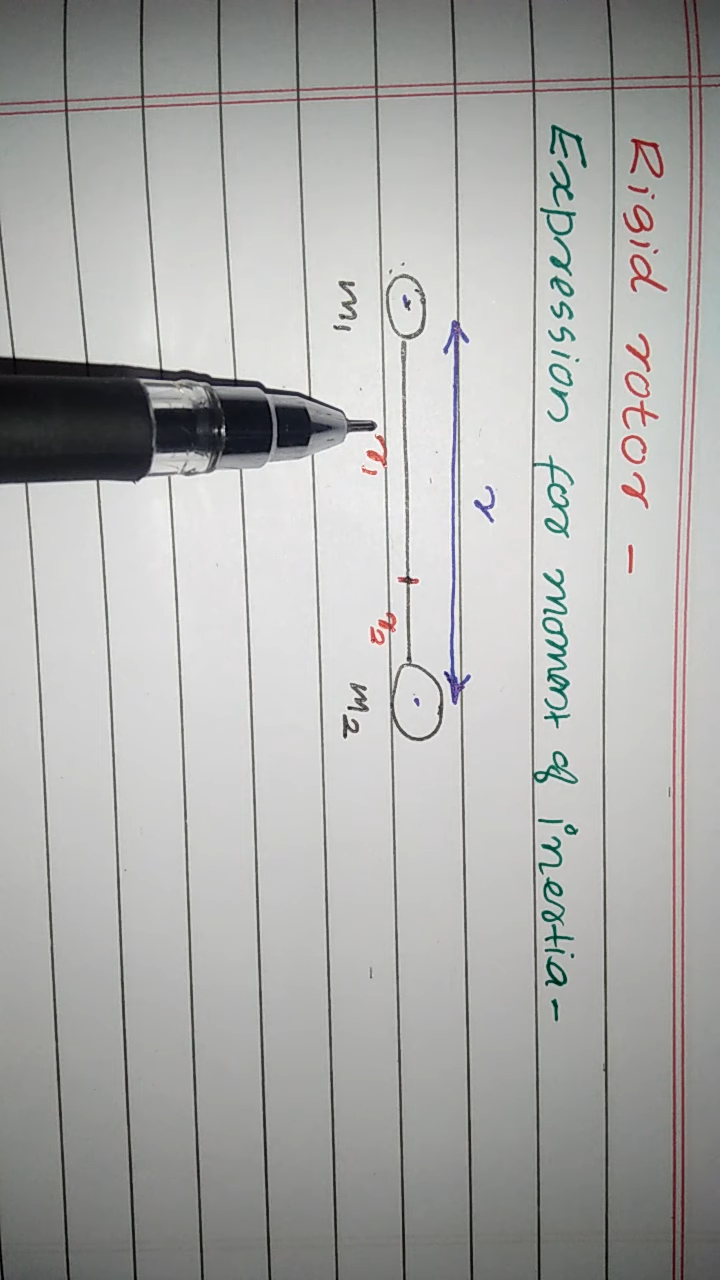 Rigid rotor -
Expression for moment of inertia -
r
r₁ r₂
m₁ m₂